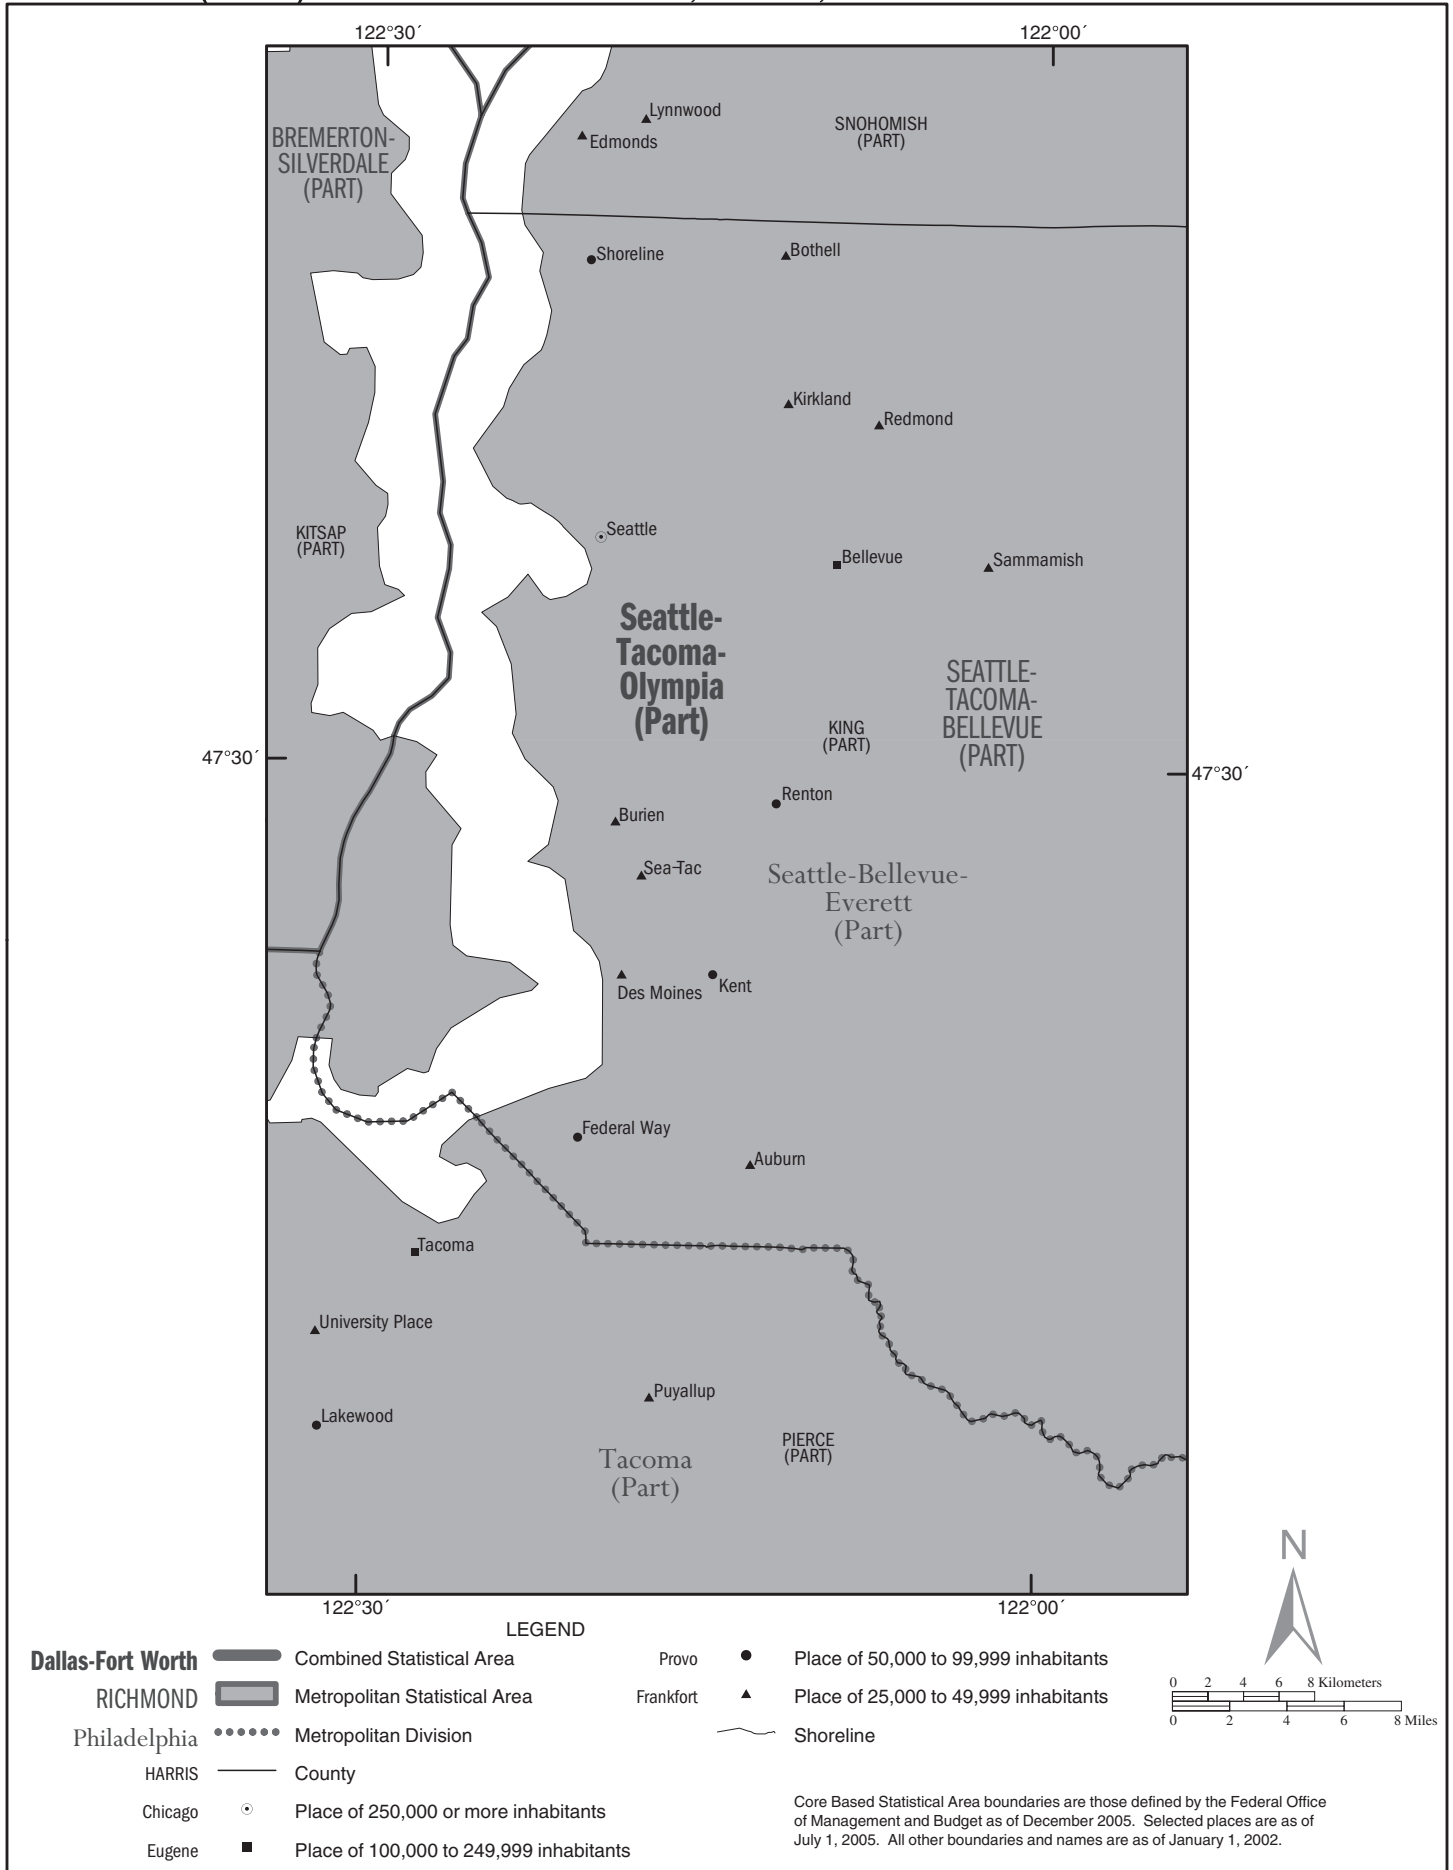 122°30´
122°00´
Lynnwood
Edmonds
SNOHOMISH
(PART)
BREMERTON-
SILVERDALE
(PART)
Shoreline
Bothell
Kirkland
Redmond
Seattle
KITSAP
(PART)
Bellevue
Sammamish
Seattle-
Tacoma-
Olympia
(Part)
SEATTLE-
TACOMA-
BELLEVUE
(PART)
KING
(PART)
47°30´
47°30´
Renton
Burien
Sea-Tac
Seattle-Bellevue-
Everett
(Part)
Des Moines
Kent
Federal Way
Auburn
Tacoma
University Place
Puyallup
Lakewood
PIERCE
(PART)
Tacoma
(Part)
122°30´
122°00´
N
LEGEND
Dallas-Fort Worth Combined Statistical Area
RICHMOND Metropolitan Statistical Area
Philadelphia Metropolitan Division
HARRIS County
Chicago Place of 250,000 or more inhabitants
Eugene Place of 100,000 to 249,999 inhabitants
Provo Place of 50,000 to 99,999 inhabitants
Frankfort Place of 25,000 to 49,999 inhabitants
Shoreline
0 2 4 6 8 Kilometers
0 2 4 6 8 Miles
Core Based Statistical Area boundaries are those defined by the Federal Office
of Management and Budget as of December 2005. Selected places are as of
July 1, 2005. All other boundaries and names are as of January 1, 2002.